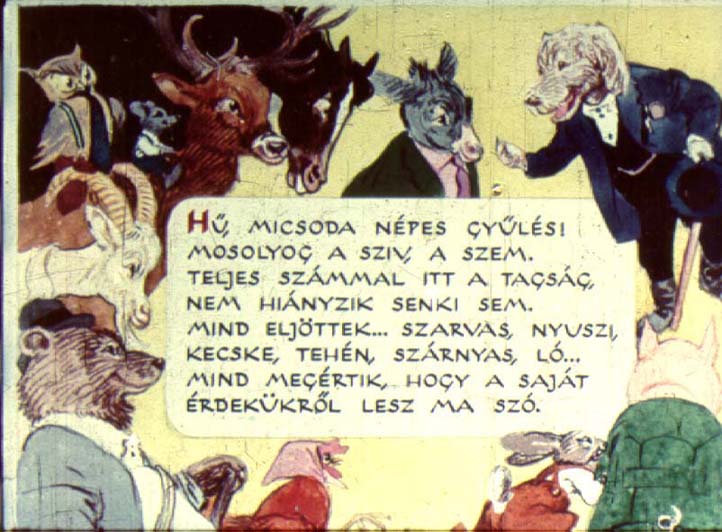 HŰ, MICSODA NÉPES GYŰLÉS!
MOSOLYOG A SZIV, A SZEM.
TELJES SZÁMMAL ITT A TAGSÁG,
NEM HIÁNYZIK SENKI SEM.
MIND ELJÖTTEK... SZARVAS, NYUSZI,
KECSKE, TEHÉN, SZÁRNYAS, LÓ...
MIND MEGÉRTIK, HOGY A SAJÁT
ÉRDEKÜKRŐL LESZ MA SZÓ.